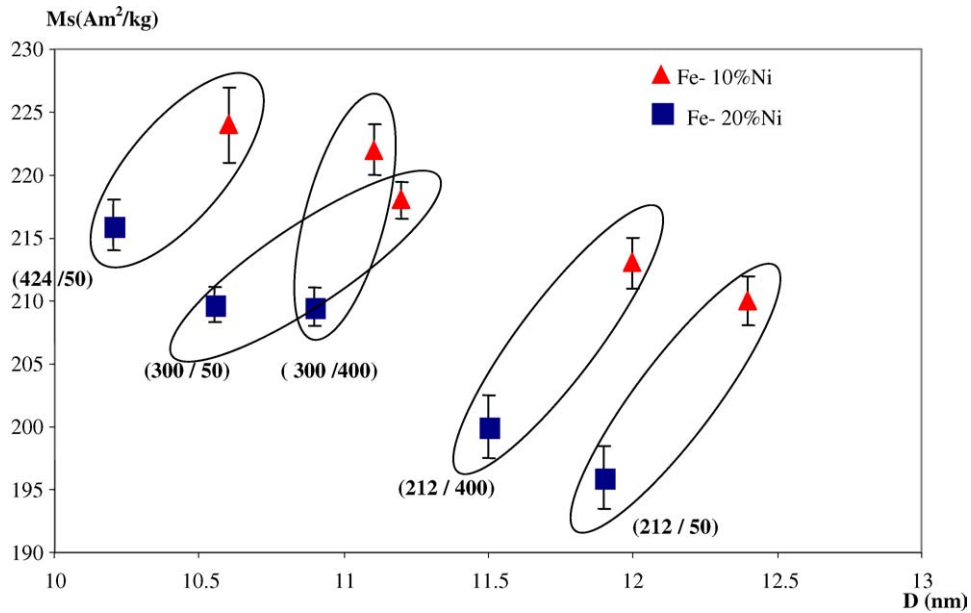 Ms(Am²/kg)
230
225
220
215
210
205
200
195
190
Fe- 10%Ni
Fe- 20%Ni
(424 /50)
(300 / 50)
( 300 /400)
(212 / 400)
(212 / 50)
10
10.5
11
11.5
12
12.5
13
D (nm)